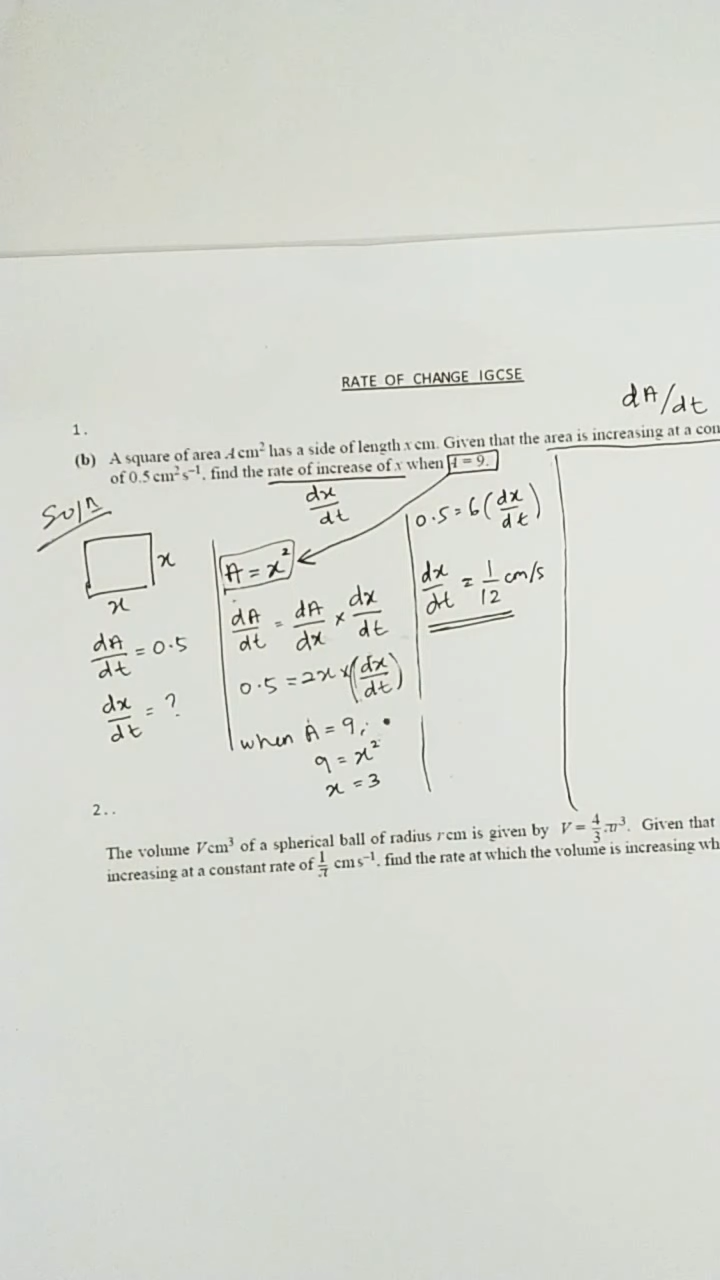 RATE OF CHANGE IGCSE
dA/dt
1.
(b) A square of area A cm² has a side of length x cm. Given that the area is increasing at a con
of 0.5 cm² s⁻¹, find the rate of increase of x when A = 9.
Solⁿ
dx/dt
x
x
dA/dt = 0.5
dx/dt = ?
A = x²
dA/dt = dA/dx × dx/dt
0.5 = 2x × (dx/dt)
when A = 9,
9 = x²
x = 3
0.5 = 6(dx/dt)
dx/dt = 1/12 cm/s
2..
The volume V cm³ of a spherical ball of radius r cm is given by V = 4/3 πr³. Given that
increasing at a constant rate of 1/π cm s⁻¹, find the rate at which the volume is increasing wh